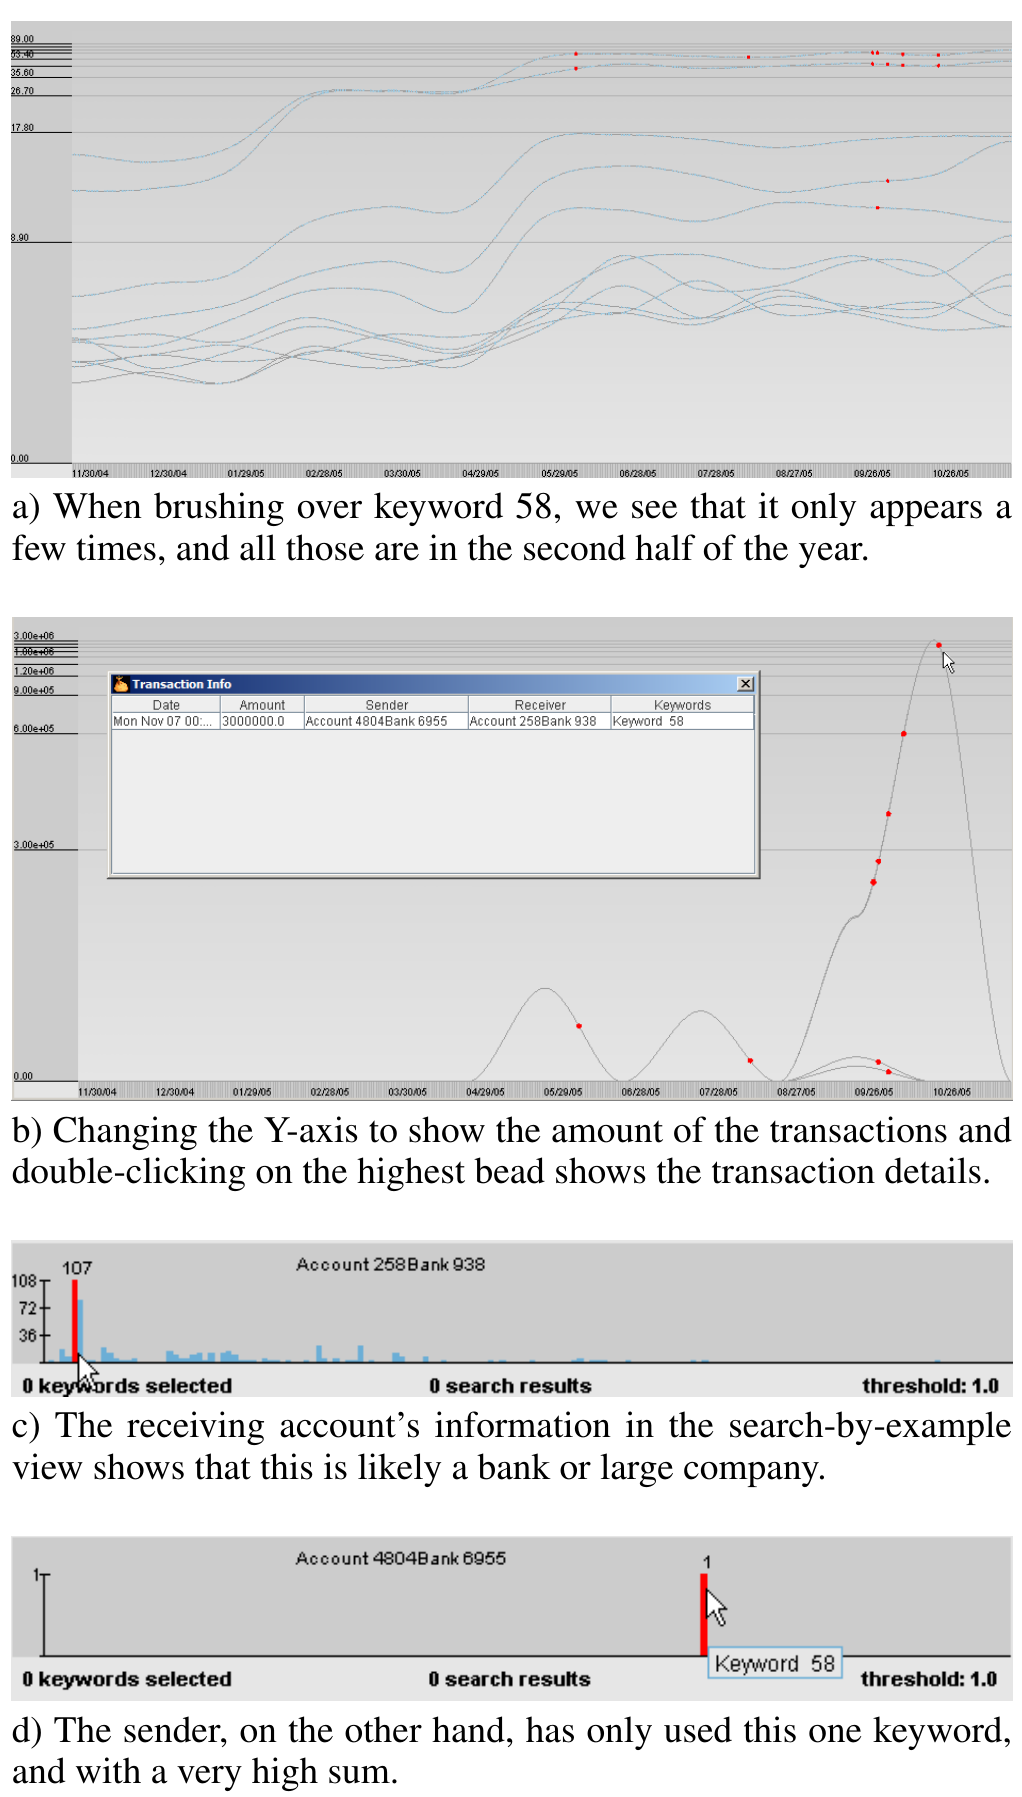 89.00
53.40
35.60
26.70
17.80
8.90
0.00
11/30/04 12/30/04 01/29/05 02/28/05 03/30/05 04/29/05 05/29/05 06/28/05 07/28/05 08/27/05 09/26/05 10/26/05
a) When brushing over keyword 58, we see that it only appears a
few times, and all those are in the second half of the year.
3.00e+06
1.20e+06
9.00e+05
6.00e+05
3.00e+05
0.00
Transaction Info
Date Amount Sender Receiver Keywords
Mon Nov 07 00:... 3000000.0 Account 4804Bank 6955 Account 258Bank 938 Keyword 58
11/30/04 12/30/04 01/29/05 02/28/05 03/30/05 04/29/05 05/29/05 06/28/05 07/28/05 08/27/05 09/26/05 10/26/05
b) Changing the Y-axis to show the amount of the transactions and
double-clicking on the highest bead shows the transaction details.
Account 258Bank 938
107
108
72
36
0 keywords selected 0 search results threshold: 1.0
c) The receiving account's information in the search-by-example
view shows that this is likely a bank or large company.
Account 4804Bank 6955
1
1
Keyword 58
0 keywords selected 0 search results threshold: 1.0
d) The sender, on the other hand, has only used this one keyword,
and with a very high sum.